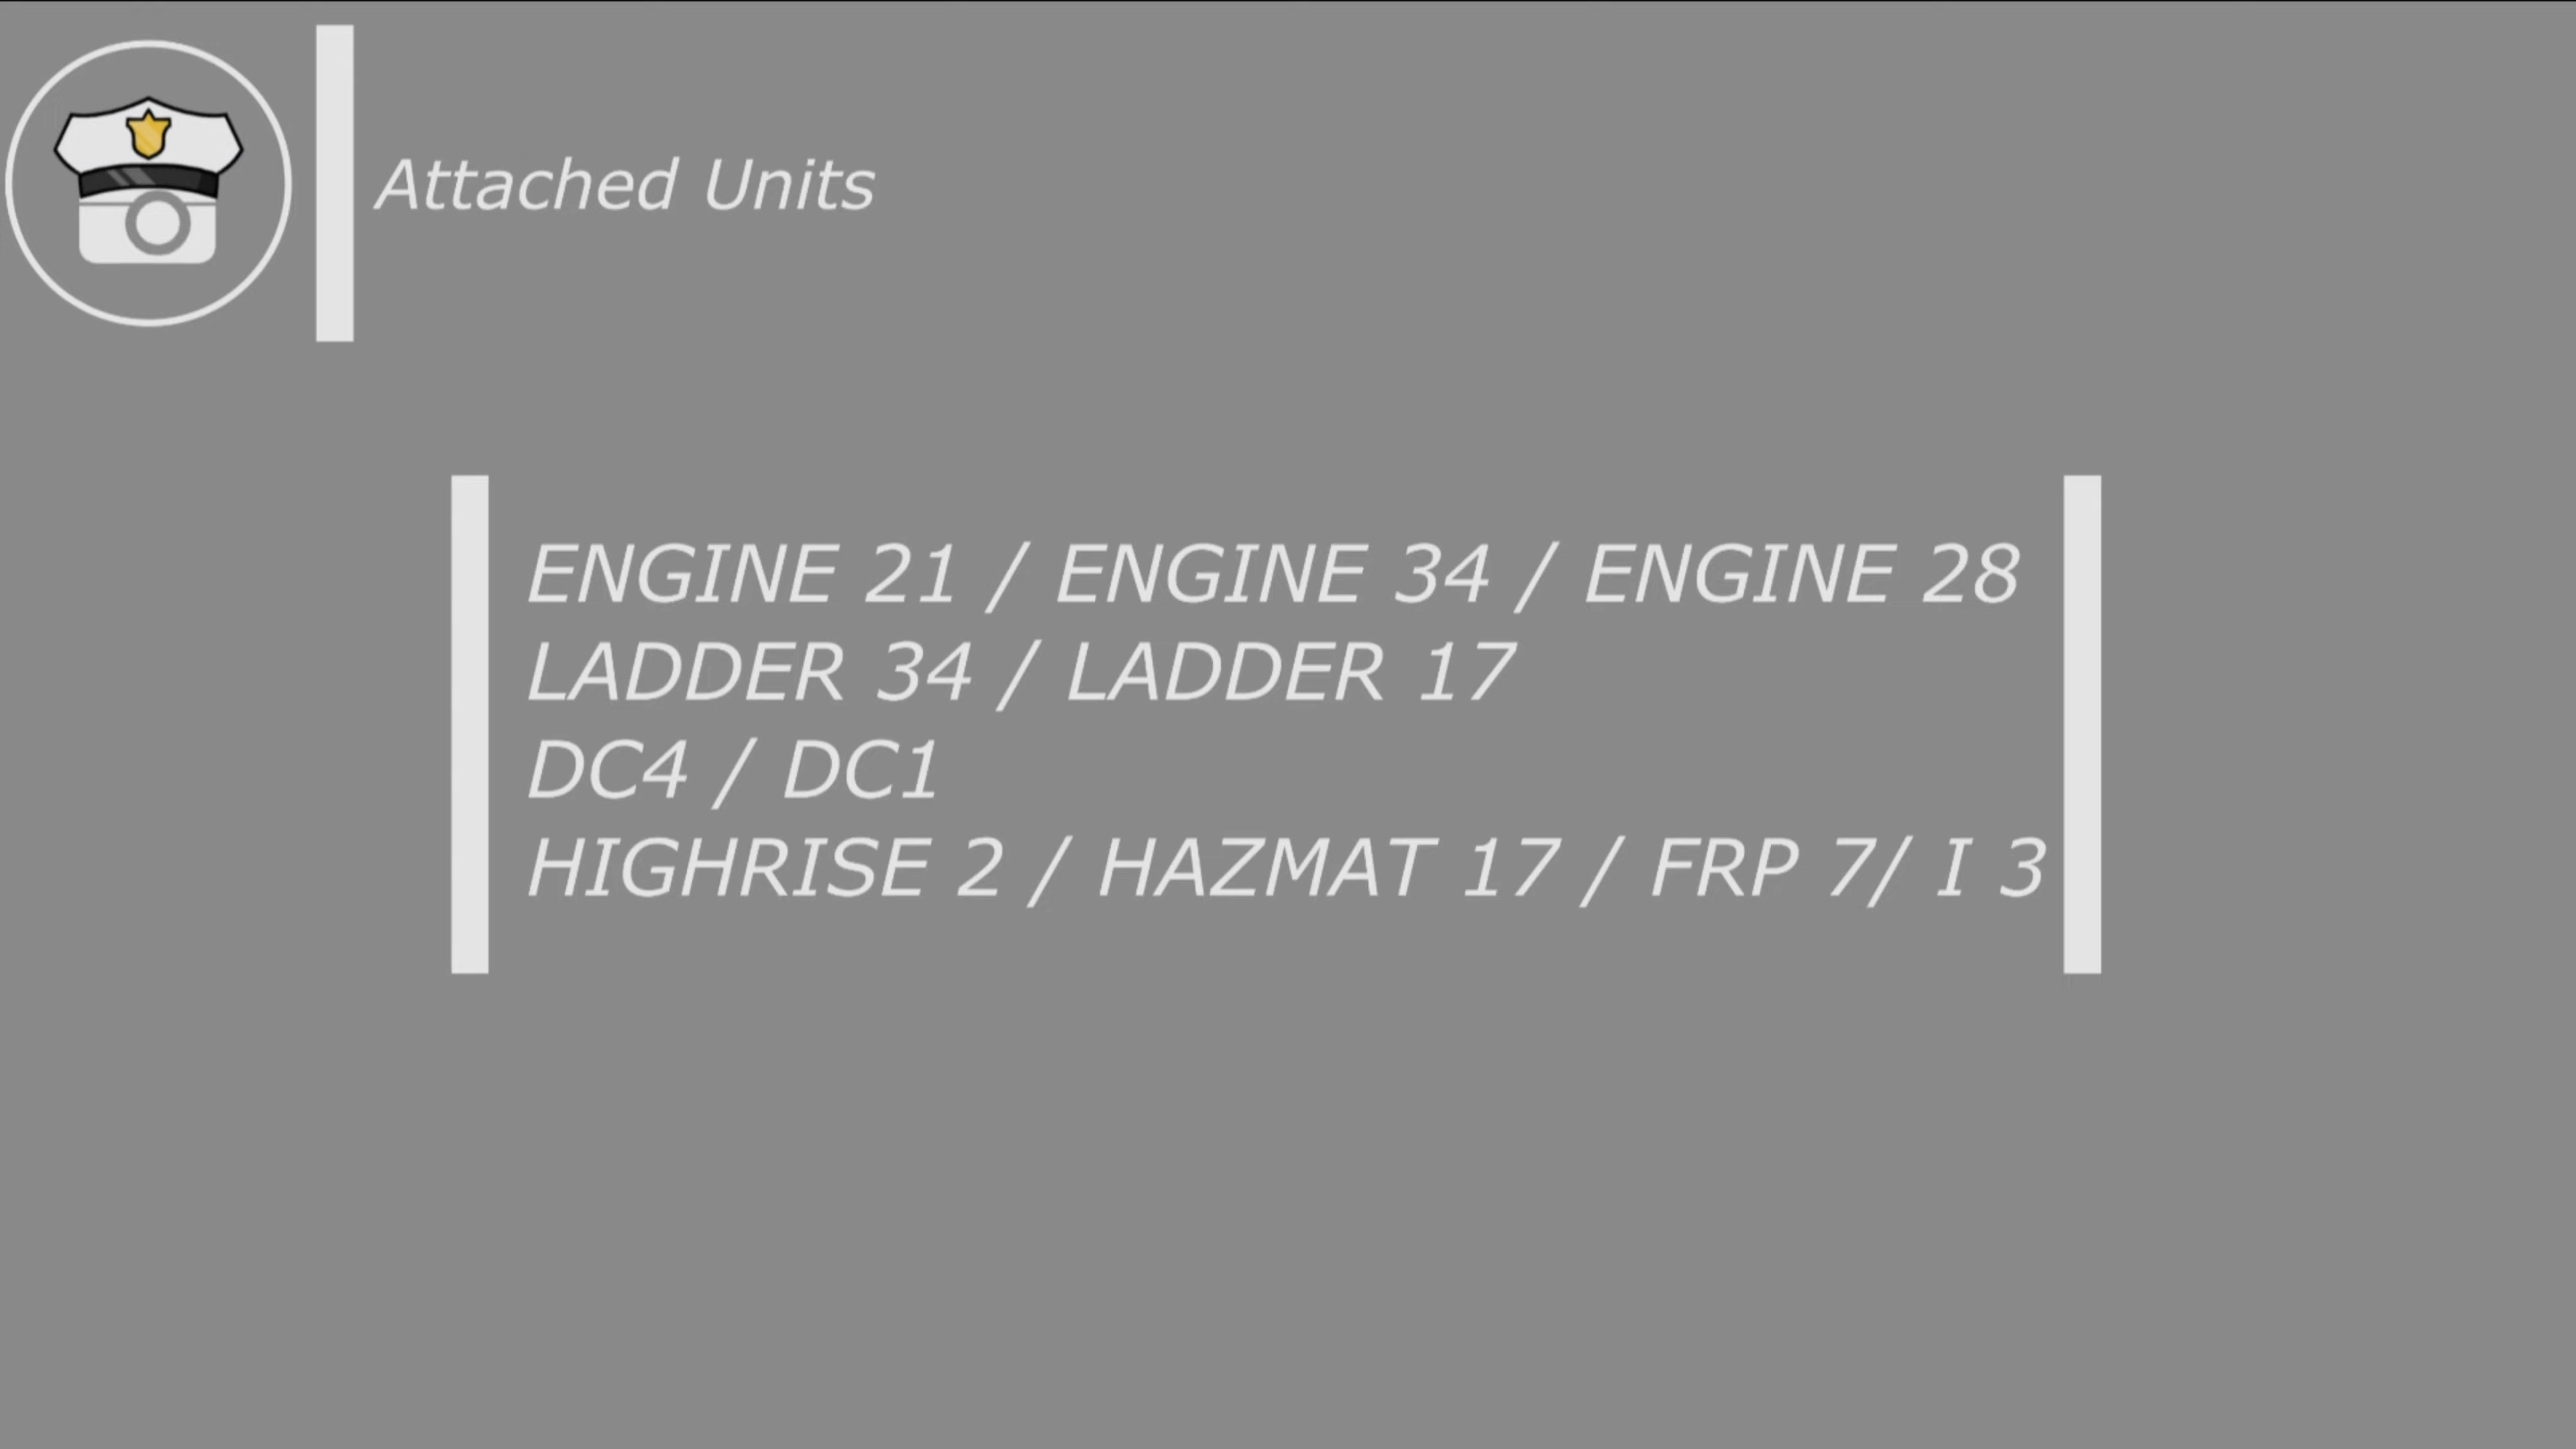 Attached Units
ENGINE 21 / ENGINE 34 / ENGINE 28
LADDER 34 / LADDER 17
DC4 / DC1
HIGHRISE 2 / HAZMAT 17 / FRP 7/ I 3